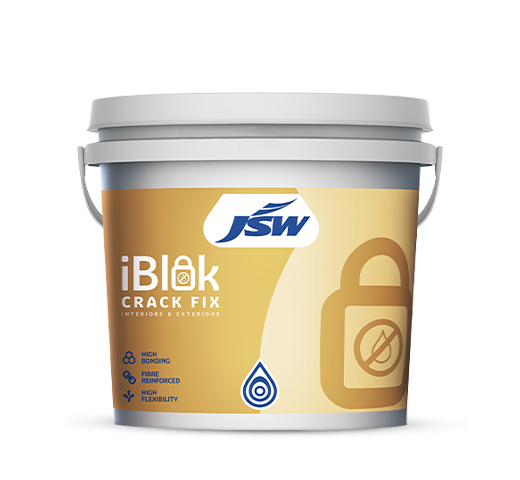 JSW
iBlok
CRACK FIX
INTERIORS & EXTERIORS
HIGH
BONDING
FIBRE
REINFORCED
HIGH
FLEXIBILITY